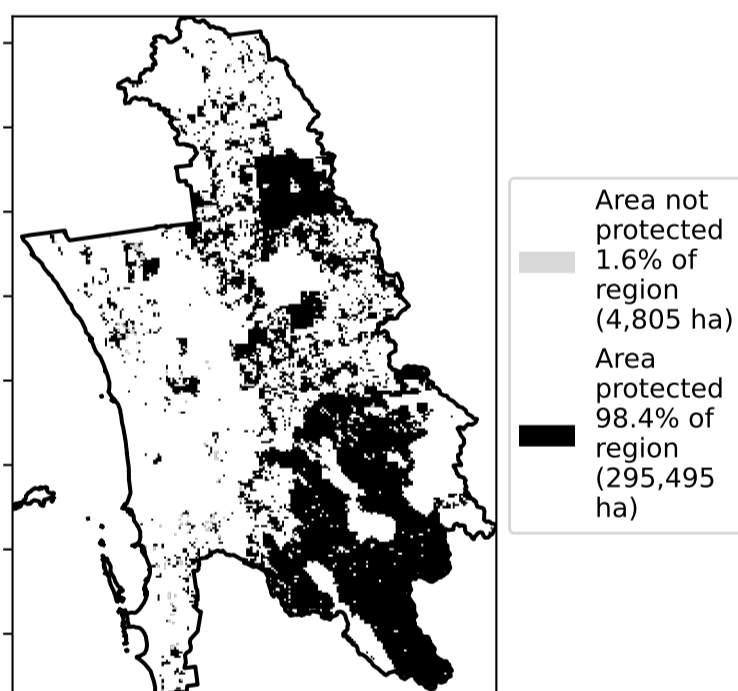 Area not
protected
1.6% of
region
(4,805 ha)
Area
protected
98.4% of
region
(295,495
ha)